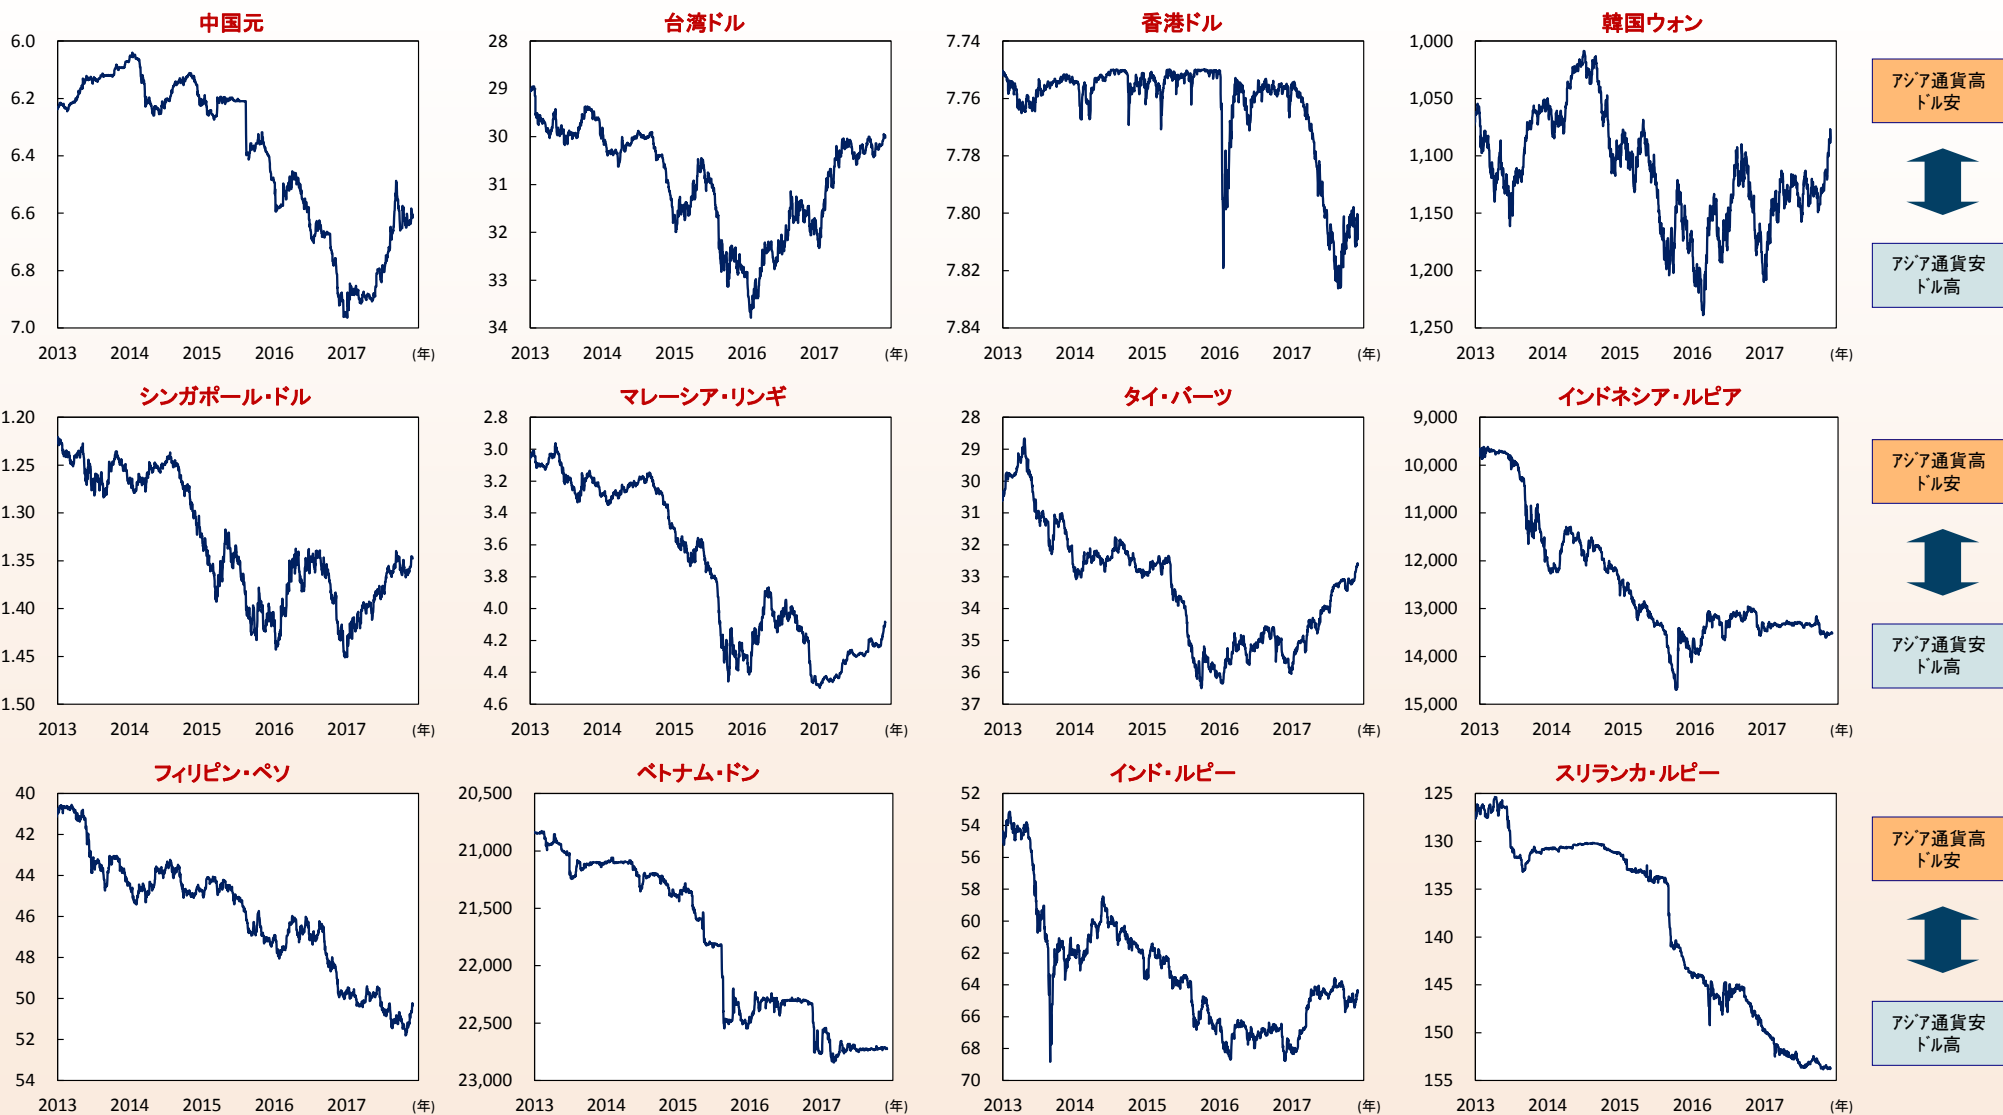 中国元
台湾ドル
香港ドル
韓国ウォン
6.0
6.2
6.4
6.6
6.8
7.0
2013 2014 2015 2016 2017 (年)
28
29
30
31
32
33
34
2013 2014 2015 2016 2017 (年)
7.74
7.76
7.78
7.80
7.82
7.84
2013 2014 2015 2016 2017 (年)
1,000
1,050
1,100
1,150
1,200
1,250
2013 2014 2015 2016 2017 (年)
アジア通貨高
ドル安
アジア通貨安
ドル高
シンガポール・ドル
マレーシア・リンギ
タイ・バーツ
インドネシア・ルピア
1.20
1.25
1.30
1.35
1.40
1.45
1.50
2013 2014 2015 2016 2017 (年)
2.8
3.0
3.2
3.4
3.6
3.8
4.0
4.2
4.4
4.6
2013 2014 2015 2016 2017 (年)
28
29
30
31
32
33
34
35
36
37
2013 2014 2015 2016 2017 (年)
9,000
10,000
11,000
12,000
13,000
14,000
15,000
2013 2014 2015 2016 2017 (年)
アジア通貨高
ドル安
アジア通貨安
ドル高
フィリピン・ペソ
ベトナム・ドン
インド・ルピー
スリランカ・ルピー
40
42
44
46
48
50
52
54
2013 2014 2015 2016 2017 (年)
20,500
21,000
21,500
22,000
22,500
23,000
2013 2014 2015 2016 2017 (年)
52
54
56
58
60
62
64
66
68
70
2013 2014 2015 2016 2017 (年)
125
130
135
140
145
150
155
2013 2014 2015 2016 2017 (年)
アジア通貨高
ドル安
アジア通貨安
ドル高